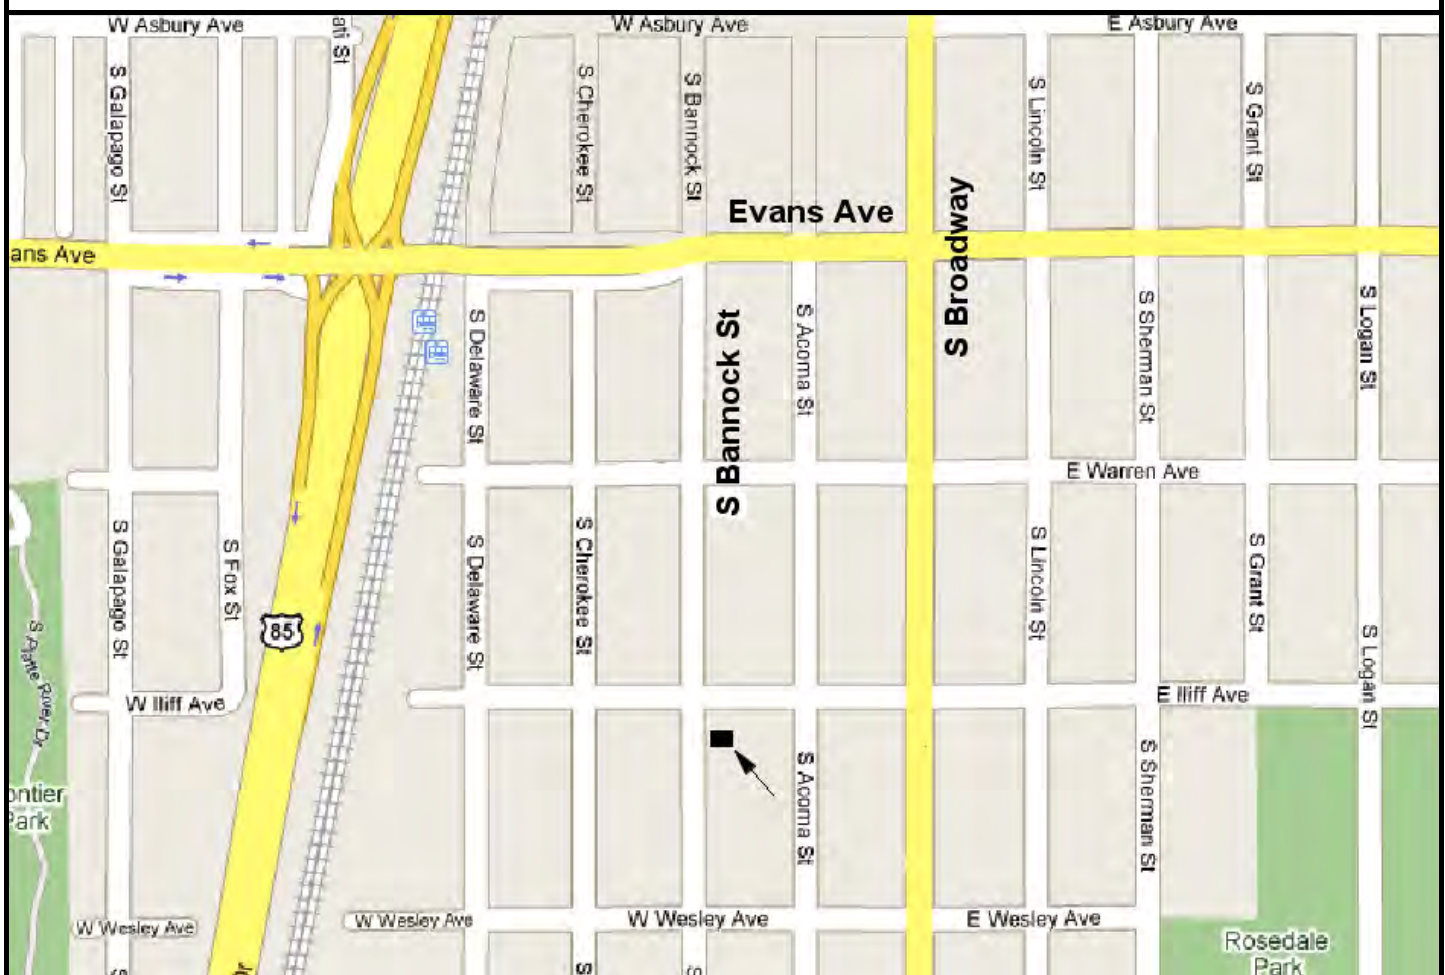 W Asbury Ave
W Asbury Ave
E Asbury Ave
ati St
S Galapago St
S Cherokee St
S Bannock St
S Lincoln St
S Grant St
Evans Ave
S Broadway
ans Ave
S Delaware St
S Bannock St
S Acoma St
S Sherman St
S Logan St
E Warren Ave
S Galapago St
S Fox St
S Delaware St
S Cherokee St
S Lincoln St
S Grant St
85
S Platte River Dr
S Logan St
W Iliff Ave
E Iliff Ave
S Acoma St
S Sherman St
ontier
Park
W Wesley Ave
W Wesley Ave
W Wesley Ave
E Wesley Ave
Rosedale
Park
Dr
S
S
S